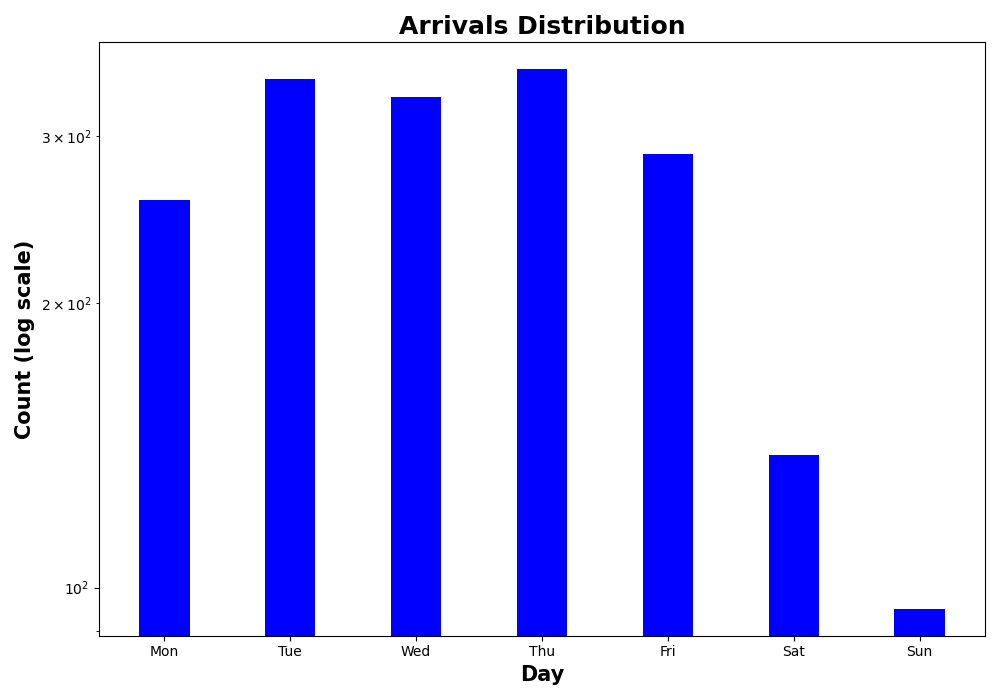 Arrivals Distribution
Count (log scale)
3 × 10²
2 × 10²
10²
Mon Tue Wed Thu Fri Sat Sun
Day